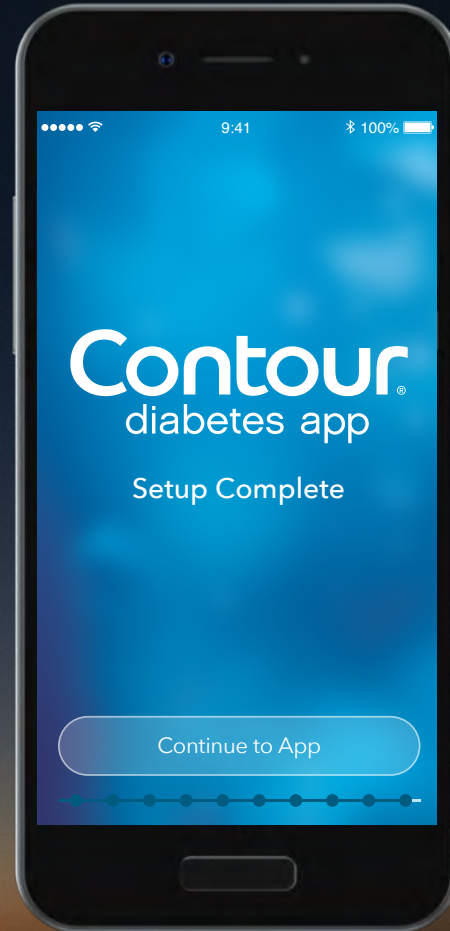 9:41
100%
Contour®
diabetes app
Setup Complete
Continue to App